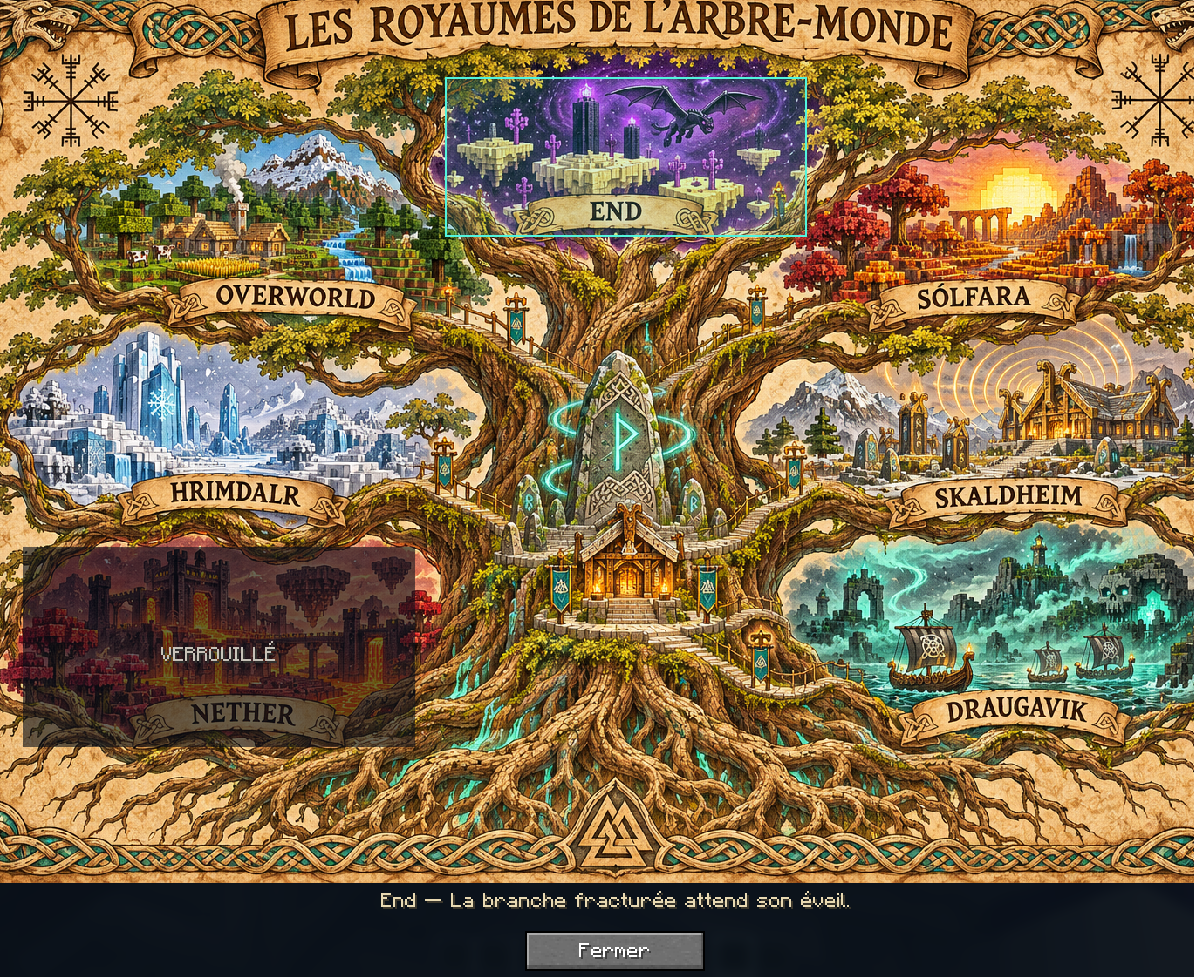 LES ROYAUMES DE L'ARBRE-MONDE
END
OVERWORLD
SÓLFARA
HRIMDALR
SKALDHEIM
VERROUILLÉ
NETHER
DRAUGAVIK
End — La branche fracturée attend son éveil.
Fermer